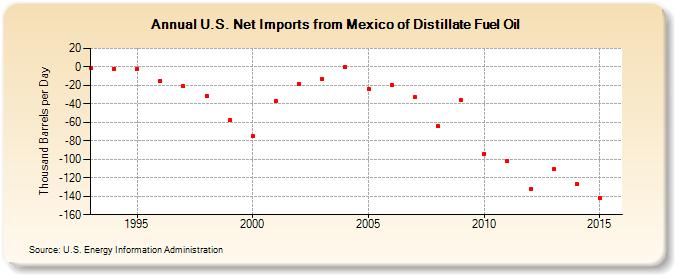 Annual U.S. Net Imports from Mexico of Distillate Fuel Oil
Thousand Barrels per Day
20
0
-20
-40
-60
-80
-100
-120
-140
-160
1995 2000 2005 2010 2015
Source: U.S. Energy Information Administration